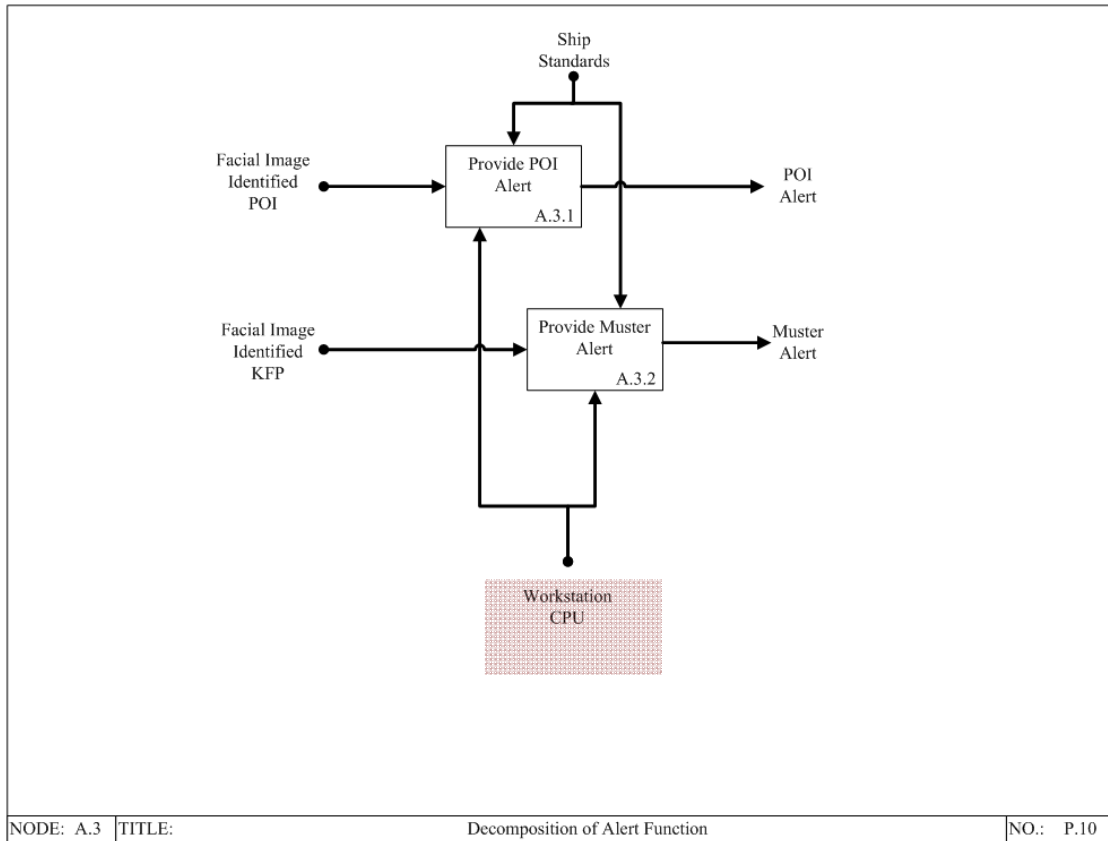 Ship
Standards
Facial Image
Identified
POI
Provide POI
Alert
A.3.1
POI
Alert
Facial Image
Identified
KFP
Provide Muster
Alert
A.3.2
Muster
Alert
Workstation
CPU
NODE: A.3 TITLE: Decomposition of Alert Function NO.: P.10